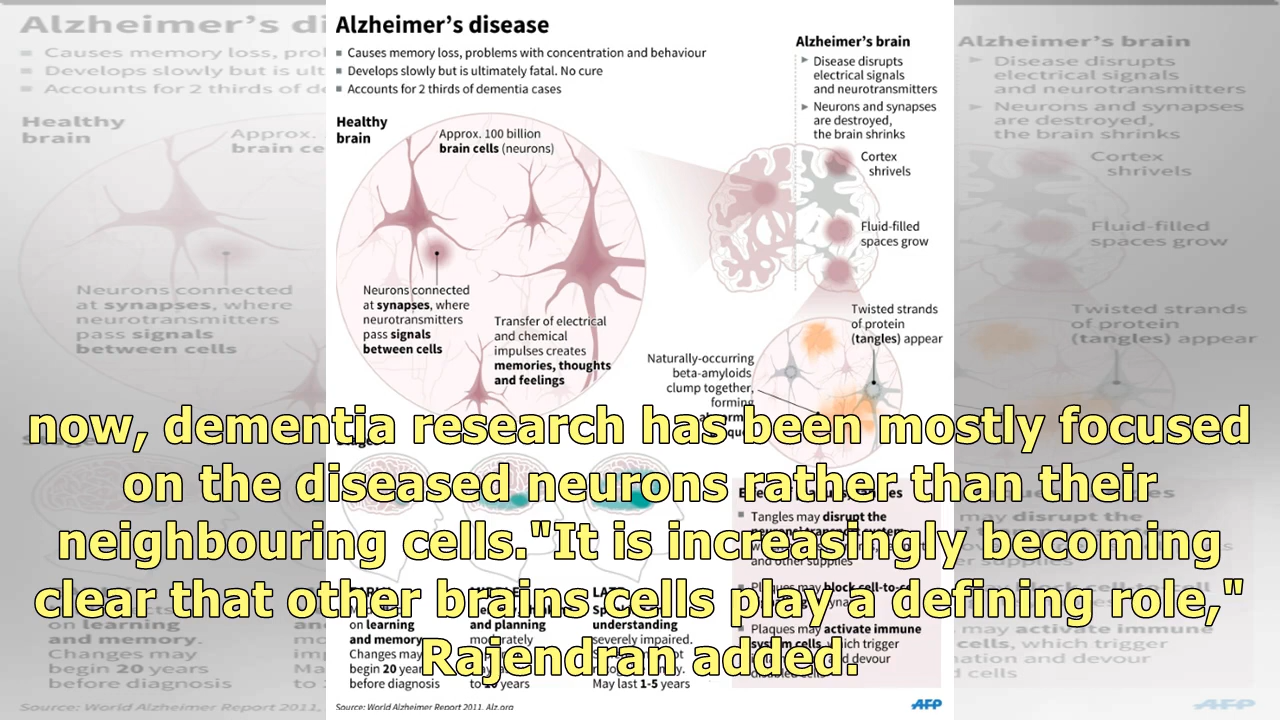 Alzheimer's disease
Causes memory loss, problems with concentration and behaviour
Develops slowly but is ultimately fatal. No cure
Accounts for 2 thirds of dementia cases
Healthy
brain
Approx. 100 billion
brain cells (neurons)
Neurons connected
at synapses, where
neurotransmitters
pass signals
between cells
Transfer of electrical
and chemical
impulses creates
memories, thoughts
and feelings
Alzheimer's brain
Disease disrupts
electrical signals
and neurotransmitters
Neurons and synapses
are destroyed,
the brain shrinks
Cortex
shrivels
Fluid-filled
spaces grow
Twisted strands
of protein
(tangles) appear
Naturally-occurring
beta-amyloids
clump together,
forming
now, dementia research has been mostly focused
on the diseased neurons rather than their
neighbouring cells."It is increasingly becoming
clear that other brains cells play a defining role,"
Rajendran added.
on learning
and memory
Changes may
begin 20 years
before diagnosis
and planning
moderately
years
understanding
severely impaired.
May last 1-5 years
Tangles may disrupt the
and other supplies
Plaques may block
Plaques may activate immune
which trigger
devour
Source: World Alzheimer Report 2011, Alz.org
AFP